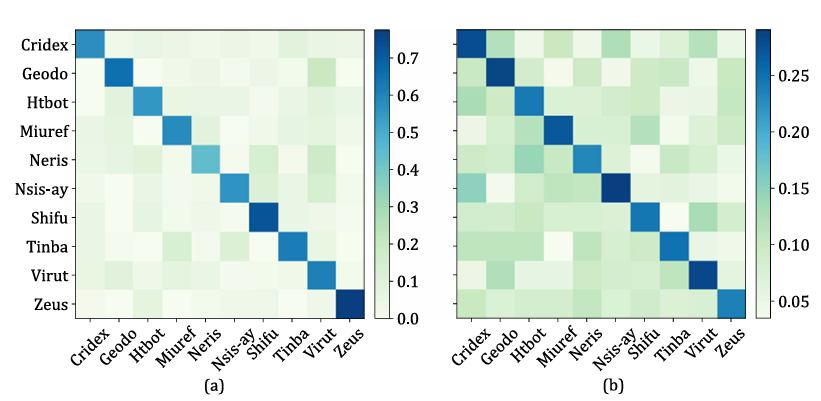 Cridex
Geodo
Htbot
Miuref
Neris
Nsis-ay
Shifu
Tinba
Virut
Zeus
0.7
0.6
0.5
0.4
0.3
0.2
0.1
0.0
0.25
0.20
0.15
0.10
0.05
Cridex Geodo Htbot Miuref Neris Nsis-ay Shifu Tinba Virut Zeus
Cridex Geodo Htbot Miuref Neris Nsis-ay Shifu Tinba Virut Zeus
(a)
(b)